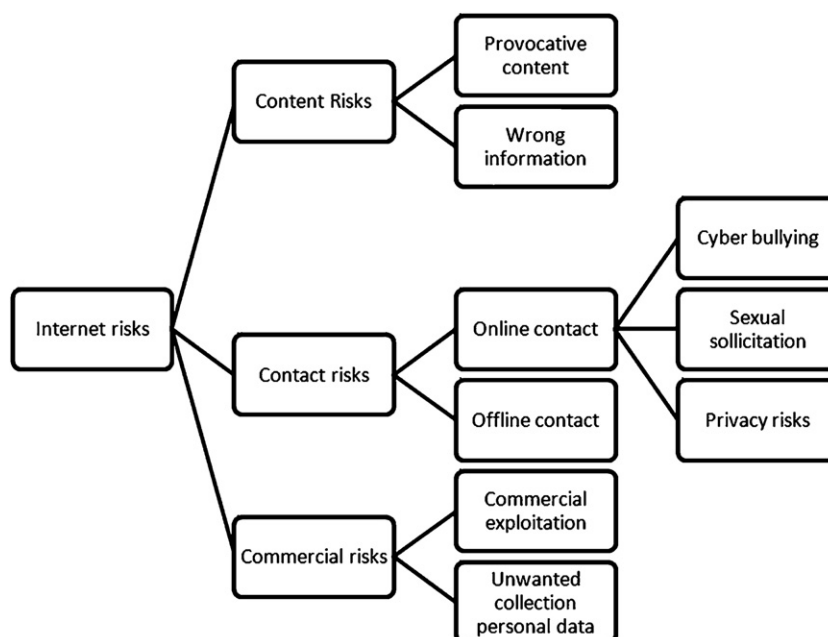 Provocative
content
Content Risks
Wrong
information
Cyber bullying
Internet risks
Online contact
Sexual
sollicitation
Contact risks
Offline contact
Privacy risks
Commercial
exploitation
Commercial risks
Unwanted
collection
personal data